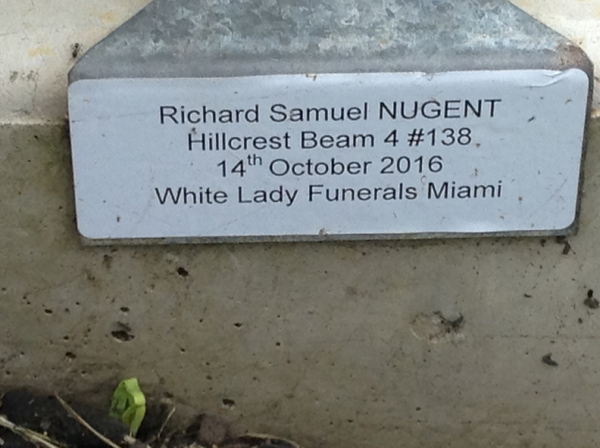 Richard Samuel NUGENT
Hillcrest Beam 4 #138
14th October 2016
White Lady Funerals Miami